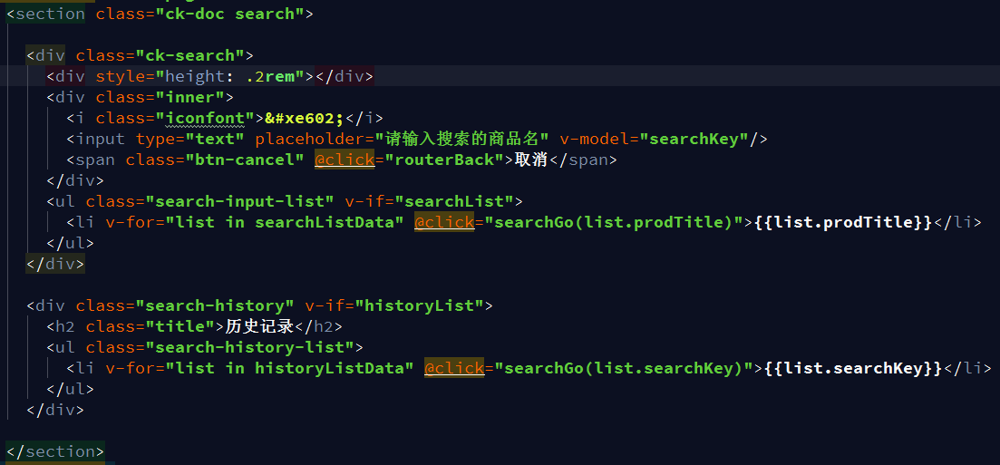 <section class="ck-doc search">
<div class="ck-search">
<div style="height: .2rem"></div>
<div class="inner">
<i class="iconfont">&#xe602;</i>
<input type="text" placeholder="请输入搜索的商品名" v-model="searchKey"/>
<span class="btn-cancel" @click="routerBack">取消</span>
</div>
<ul class="search-input-list" v-if="searchList">
<li v-for="list in searchListData" @click="searchGo(list.prodTitle)">{{list.prodTitle}}</li>
</ul>
</div>
<div class="search-history" v-if="historyList">
<h2 class="title">历史记录</h2>
<ul class="search-history-list">
<li v-for="list in historyListData" @click="searchGo(list.searchKey)">{{list.searchKey}}</li>
</ul>
</div>
</section>